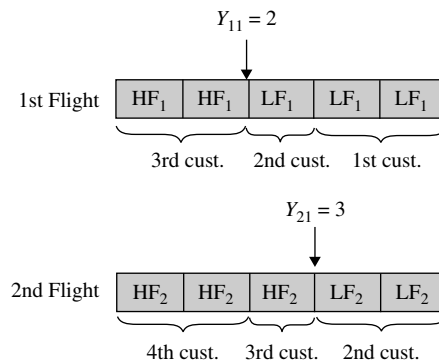 Y₁₁ = 2
1st Flight HF₁ HF₁ LF₁ LF₁ LF₁
3rd cust. 2nd cust. 1st cust.
Y₂₁ = 3
2nd Flight HF₂ HF₂ HF₂ LF₂ LF₂
4th cust. 3rd cust. 2nd cust.